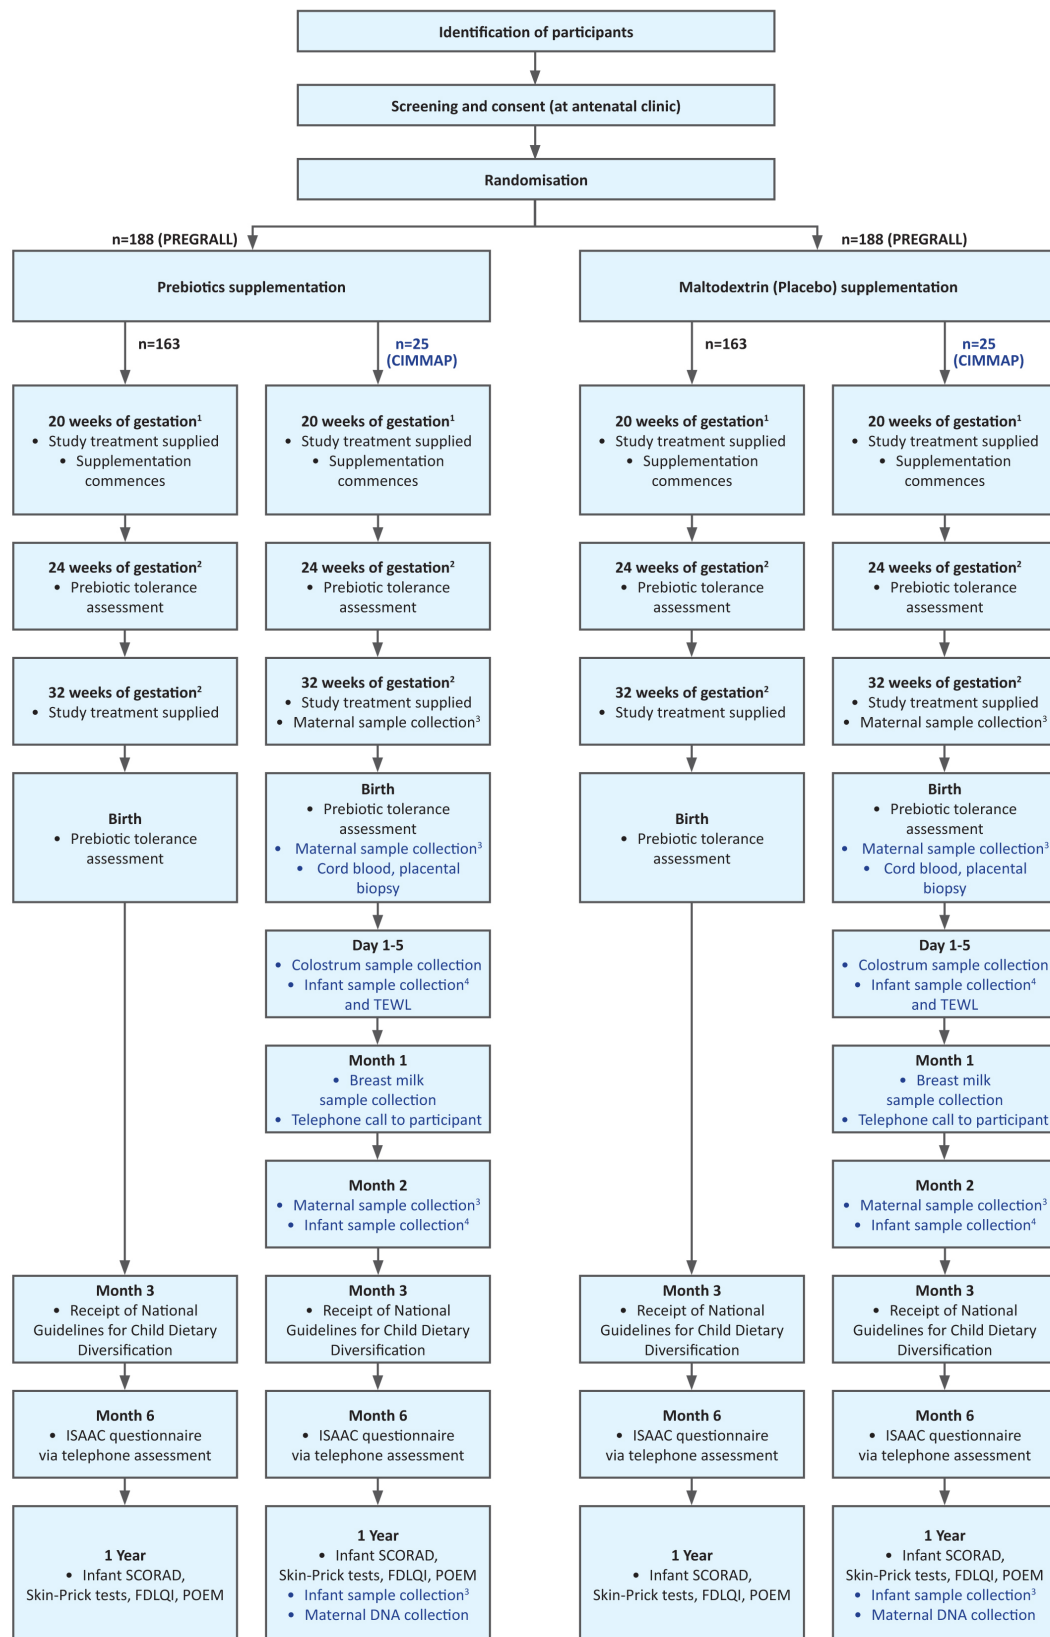 Identification of participants
Screening and consent (at antenatal clinic)
Randomisation
n=188 (PREGRALL)
Prebiotics supplementation
n=163
n=25
(CIMMAP)
20 weeks of gestation¹
• Study treatment supplied
• Supplementation
commences
24 weeks of gestation²
• Prebiotic tolerance
assessment
32 weeks of gestation²
• Study treatment supplied
Birth
• Prebiotic tolerance
assessment
Month 3
• Receipt of National
Guidelines for Child Dietary
Diversification
Month 6
• ISAAC questionnaire
via telephone assessment
1 Year
• Infant SCORAD,
Skin-Prick tests, FDLQI, POEM
20 weeks of gestation¹
• Study treatment supplied
• Supplementation
commences
24 weeks of gestation²
• Prebiotic tolerance
assessment
32 weeks of gestation²
• Study treatment supplied
• Maternal sample collection³
Birth
• Prebiotic tolerance
assessment
• Maternal sample collection³
• Cord blood, placental
biopsy
Day 1-5
• Colostrum sample collection
• Infant sample collection⁴
and TEWL
Month 1
• Breast milk
sample collection
• Telephone call to participant
Month 2
• Maternal sample collection³
• Infant sample collection⁴
Month 3
• Receipt of National
Guidelines for Child Dietary
Diversification
Month 6
• ISAAC questionnaire
via telephone assessment
1 Year
• Infant SCORAD,
Skin-Prick tests, FDLQI, POEM
• Infant sample collection³
• Maternal DNA collection
n=188 (PREGRALL)
Maltodextrin (Placebo) supplementation
n=163
n=25
(CIMMAP)
20 weeks of gestation¹
• Study treatment supplied
• Supplementation
commences
24 weeks of gestation²
• Prebiotic tolerance
assessment
32 weeks of gestation²
• Study treatment supplied
Birth
• Prebiotic tolerance
assessment
Month 3
• Receipt of National
Guidelines for Child Dietary
Diversification
Month 6
• ISAAC questionnaire
via telephone assessment
1 Year
• Infant SCORAD,
Skin-Prick tests, FDLQI, POEM
20 weeks of gestation¹
• Study treatment supplied
• Supplementation
commences
24 weeks of gestation²
• Prebiotic tolerance
assessment
32 weeks of gestation²
• Study treatment supplied
• Maternal sample collection³
Birth
• Prebiotic tolerance
assessment
• Maternal sample collection³
• Cord blood, placental
biopsy
Day 1-5
• Colostrum sample collection
• Infant sample collection⁴
and TEWL
Month 1
• Breast milk
sample collection
• Telephone call to participant
Month 2
• Maternal sample collection³
• Infant sample collection⁴
Month 3
• Receipt of National
Guidelines for Child Dietary
Diversification
Month 6
• ISAAC questionnaire
via telephone assessment
1 Year
• Infant SCORAD,
Skin-Prick tests, FDLQI, POEM
• Infant sample collection³
• Maternal DNA collection